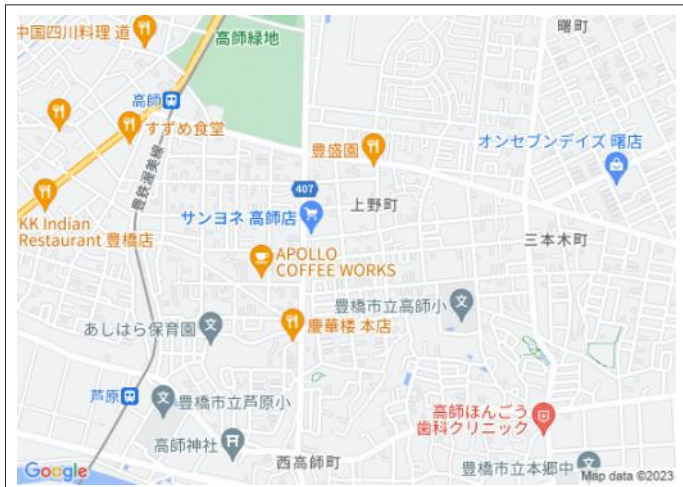 中国四川料理 道
高師緑地
曙町
高師
すずめ食堂
豊盛園
オンセブンデイズ 曙店
豊鉄渥美線
407
上野町
サンヨネ 高師店
KK Indian
Restaurant 豊橋店
三本木町
APOLLO
COFFEE WORKS
豊橋市立高師小
あしはら保育園
慶華楼 本店
芦原
豊橋市立芦原小
高師ほんごう
歯科クリニック
高師神社
西高師町
豊橋市立本郷中
Google
Map data ©2023